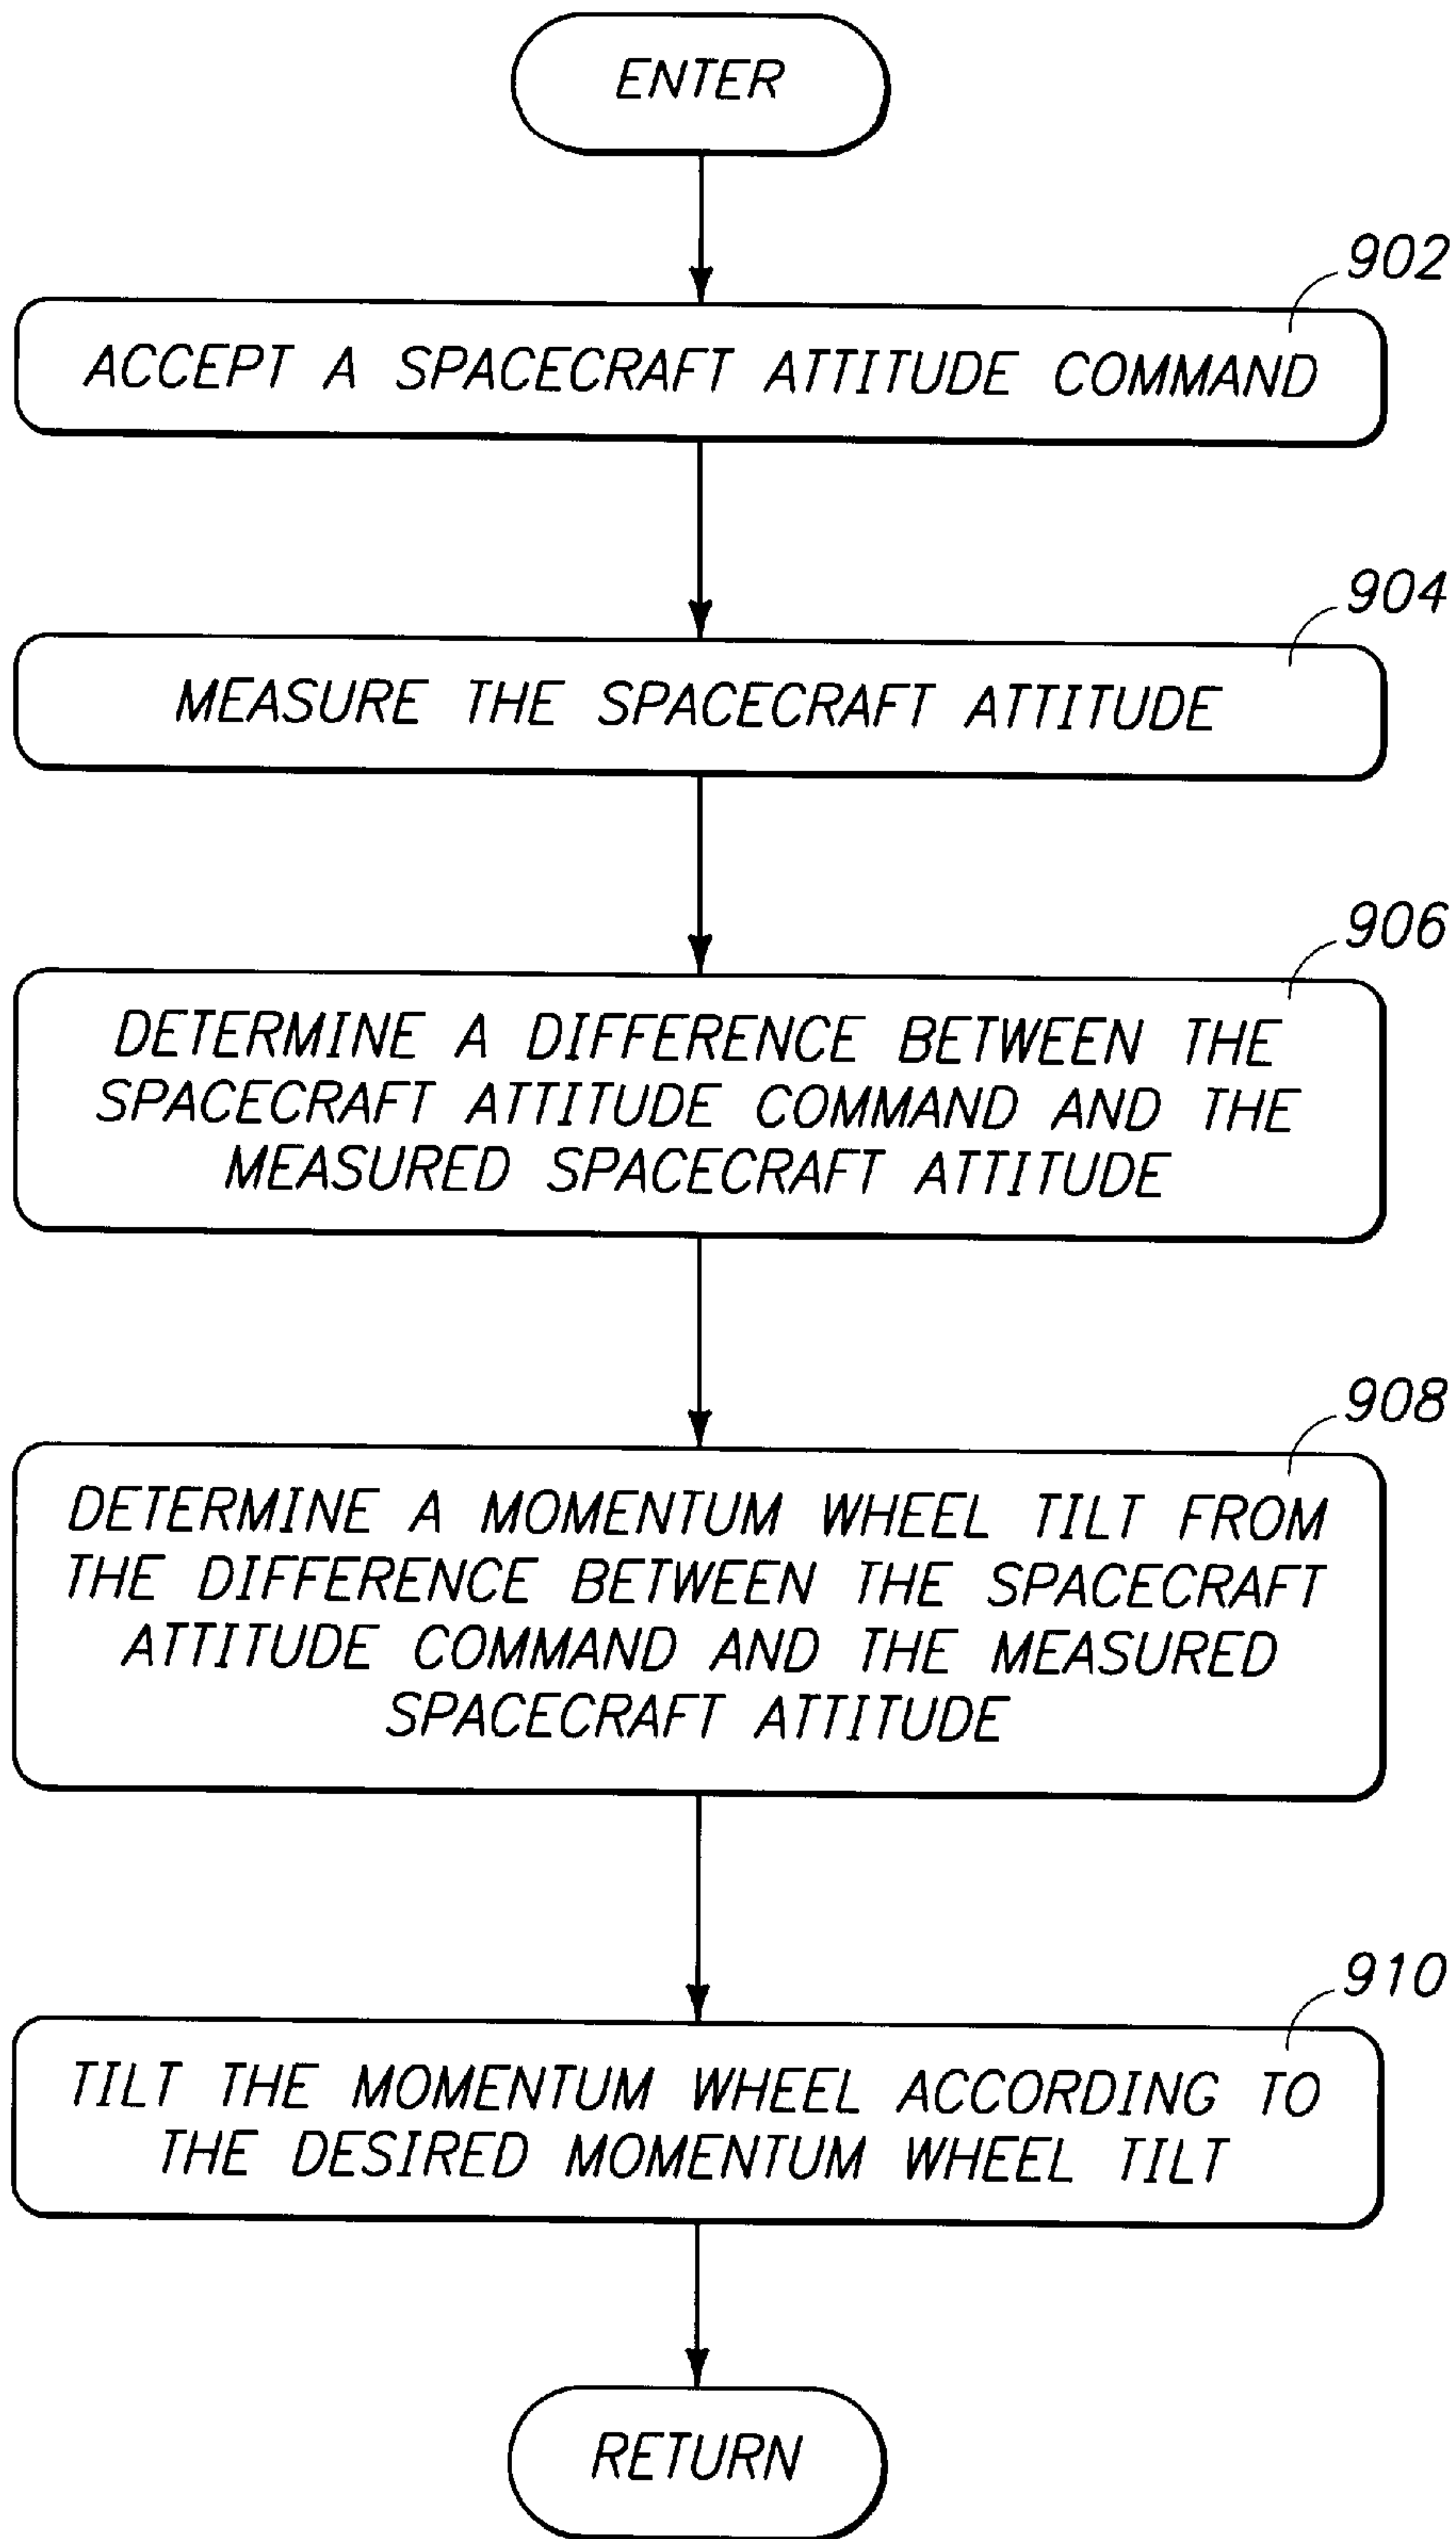 ENTER
902
ACCEPT A SPACECRAFT ATTITUDE COMMAND
904
MEASURE THE SPACECRAFT ATTITUDE
906
DETERMINE A DIFFERENCE BETWEEN THE
SPACECRAFT ATTITUDE COMMAND AND THE
MEASURED SPACECRAFT ATTITUDE
908
DETERMINE A MOMENTUM WHEEL TILT FROM
THE DIFFERENCE BETWEEN THE SPACECRAFT
ATTITUDE COMMAND AND THE MEASURED
SPACECRAFT ATTITUDE
910
TILT THE MOMENTUM WHEEL ACCORDING TO
THE DESIRED MOMENTUM WHEEL TILT
RETURN